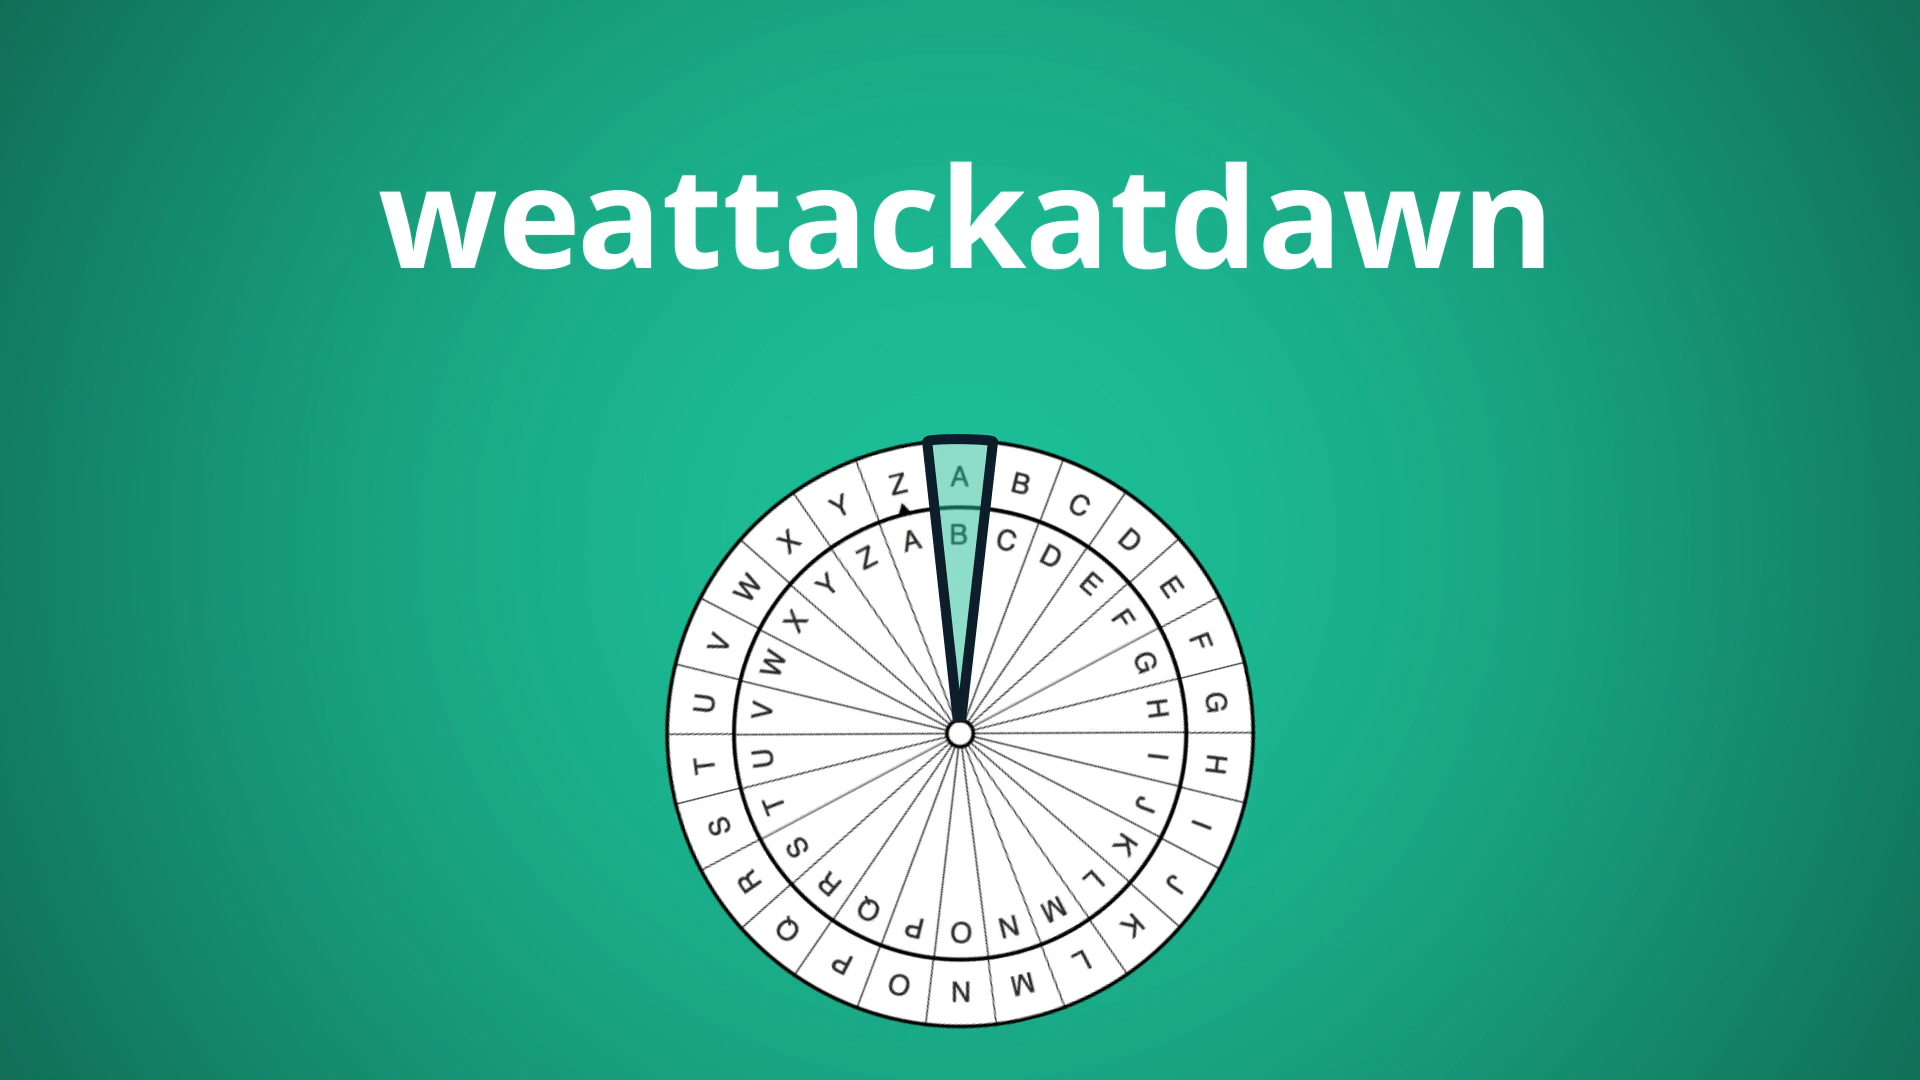 weattackatdawn
A B C D E F G H I J K L M N O P Q R S T U V W X Y Z
B C D E F G H I J K L M N O P Q R S T U V W X Y Z A